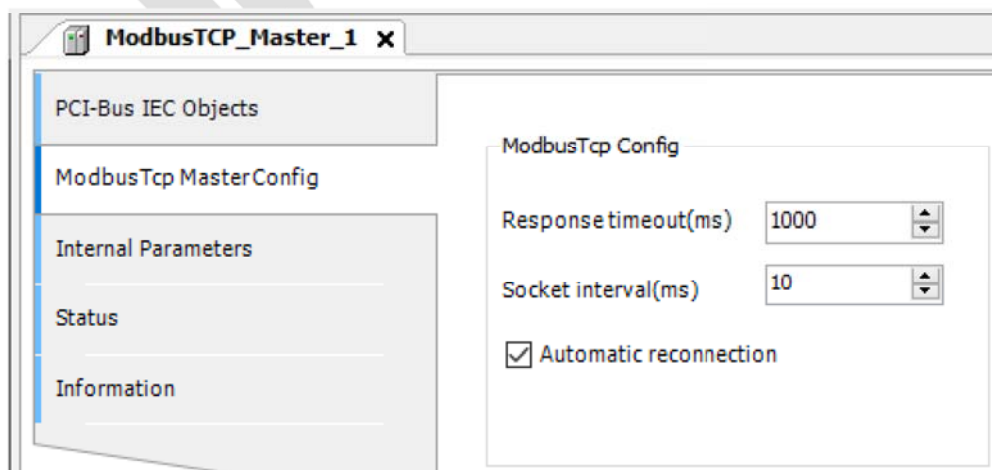 ModbusTCP_Master_1
PCI-Bus IEC Objects
ModbusTcp MasterConfig
Internal Parameters
Status
Information
ModbusTcp Config
Response timeout(ms) 1000
Socket interval(ms) 10
Automatic reconnection